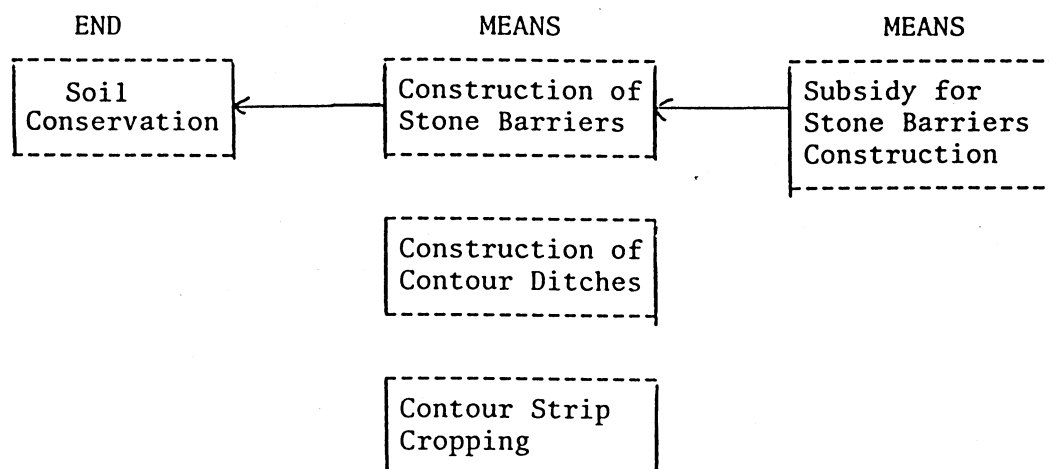 END MEANS MEANS
Soil
Conservation
Construction of
Stone Barriers
Subsidy for
Stone Barriers
Construction
Construction of
Contour Ditches
Contour Strip
Cropping